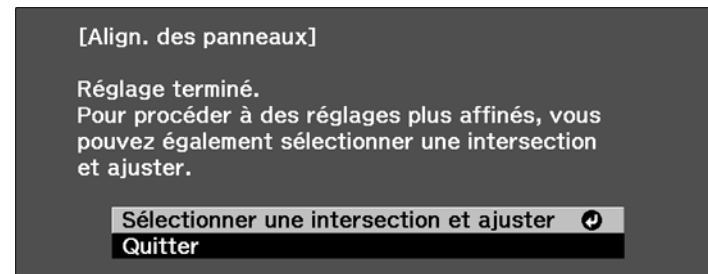 [Align. des panneaux]
Réglage terminé.
Pour procéder à des réglages plus affinés, vous
pouvez également sélectionner une intersection
et ajuster.
Sélectionner une intersection et ajuster
Quitter